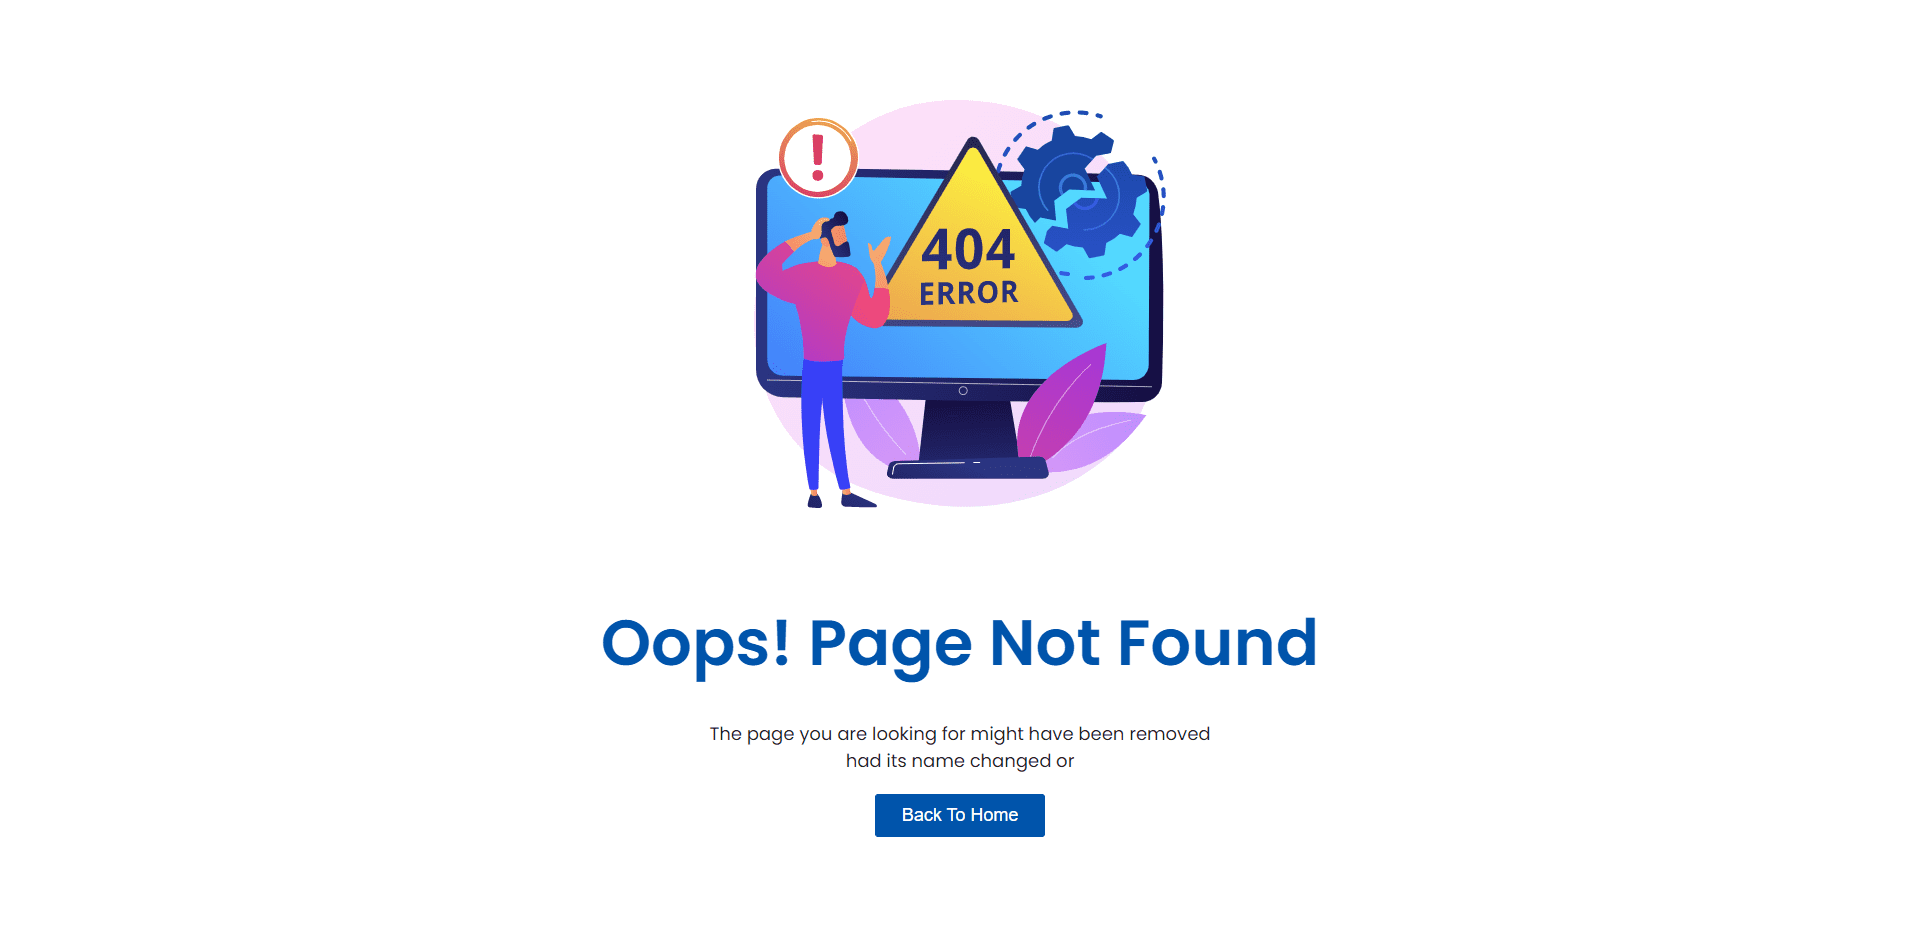 !
404
ERROR
Oops! Page Not Found
The page you are looking for might have been removed
had its name changed or
Back To Home